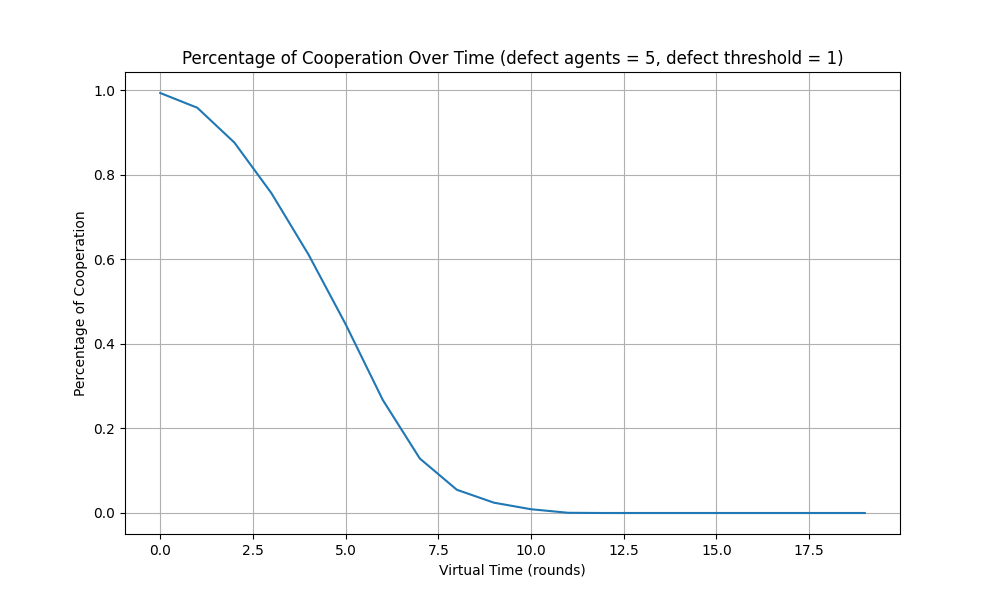 Percentage of Cooperation Over Time (defect agents = 5, defect threshold = 1)
1.0
0.8
0.6
0.4
0.2
0.0
Percentage of Cooperation
0.0 2.5 5.0 7.5 10.0 12.5 15.0 17.5
Virtual Time (rounds)